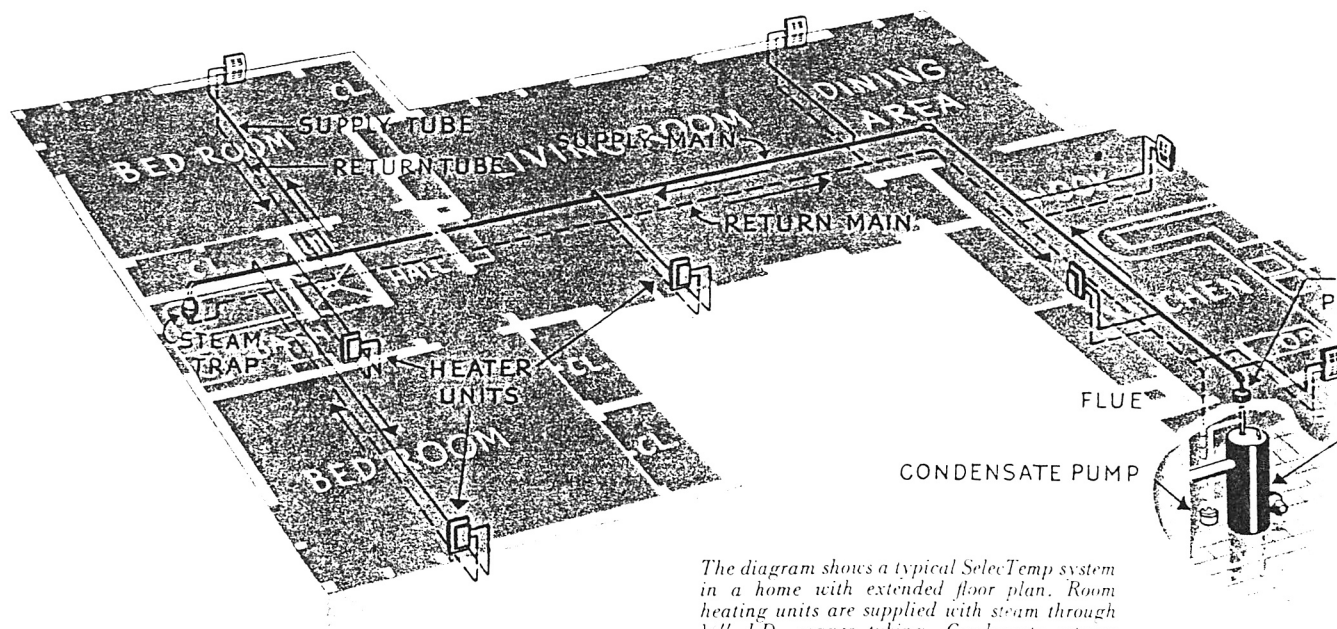 CL
SUPPLY TUBE
BED ROOM
RETURN TUBE
DINING
AREA
LIVING ROOM
SUPPLY MAIN
RETURN MAIN
CL
HALL
STEAM
TRAP
HEATER
UNITS
CL
CL
BED ROOM
CHEN
P
FLUE
CONDENSATE PUMP
The diagram shows a typical SelecTemp system
in a home with extended floor plan. Room
heating units are supplied with steam through